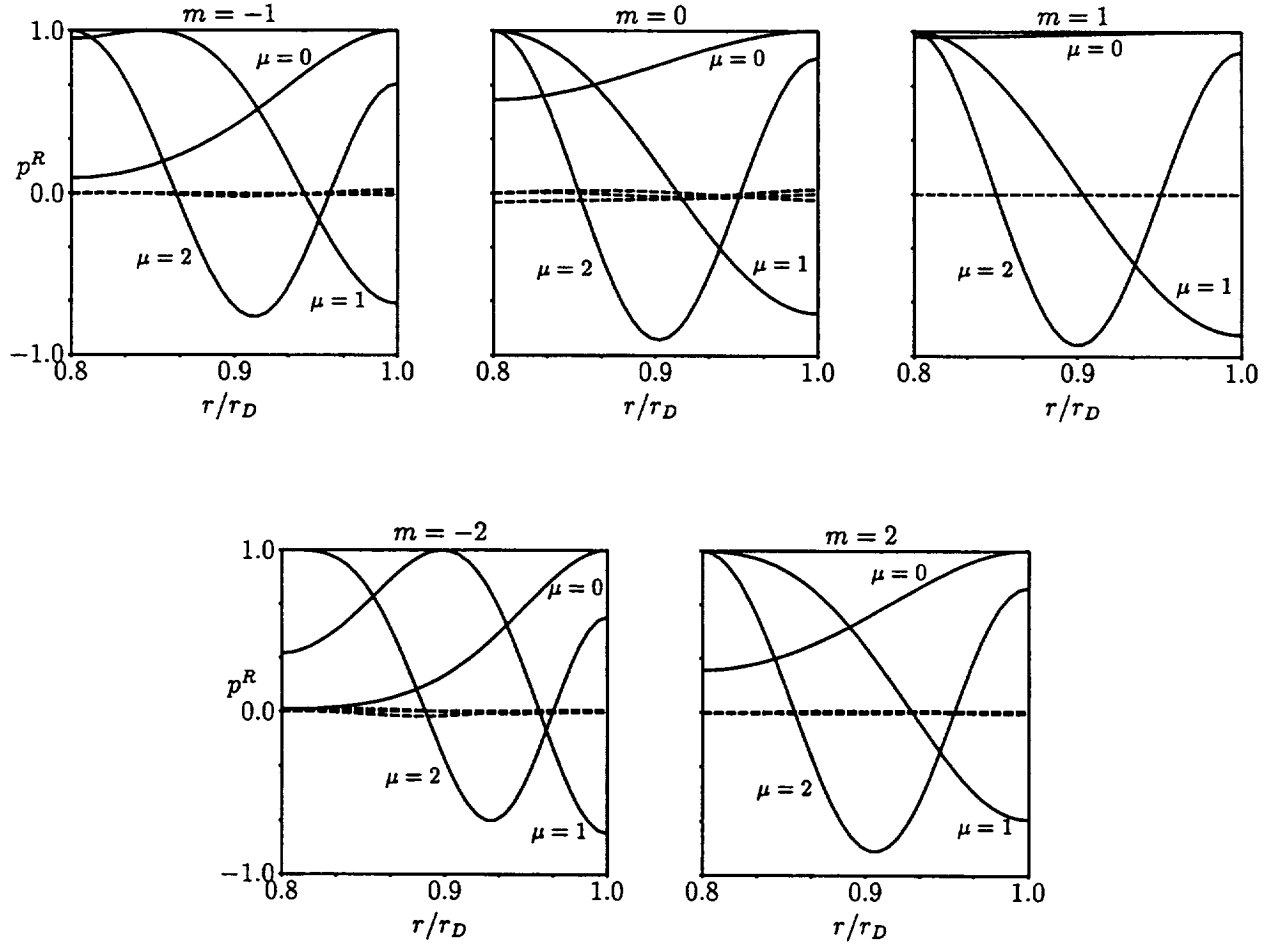 m = −1
m = 0
m = 1
1.0
p^R
0.0
−1.0
μ = 0
μ = 2
μ = 1
0.8
0.9
1.0
r/r_D
μ = 0
μ = 2
μ = 1
0.8
0.9
1.0
r/r_D
μ = 0
μ = 2
μ = 1
0.8
0.9
1.0
r/r_D
m = −2
m = 2
1.0
p^R
0.0
−1.0
μ = 0
μ = 2
μ = 1
0.8
0.9
1.0
r/r_D
μ = 0
μ = 2
μ = 1
0.8
0.9
1.0
r/r_D